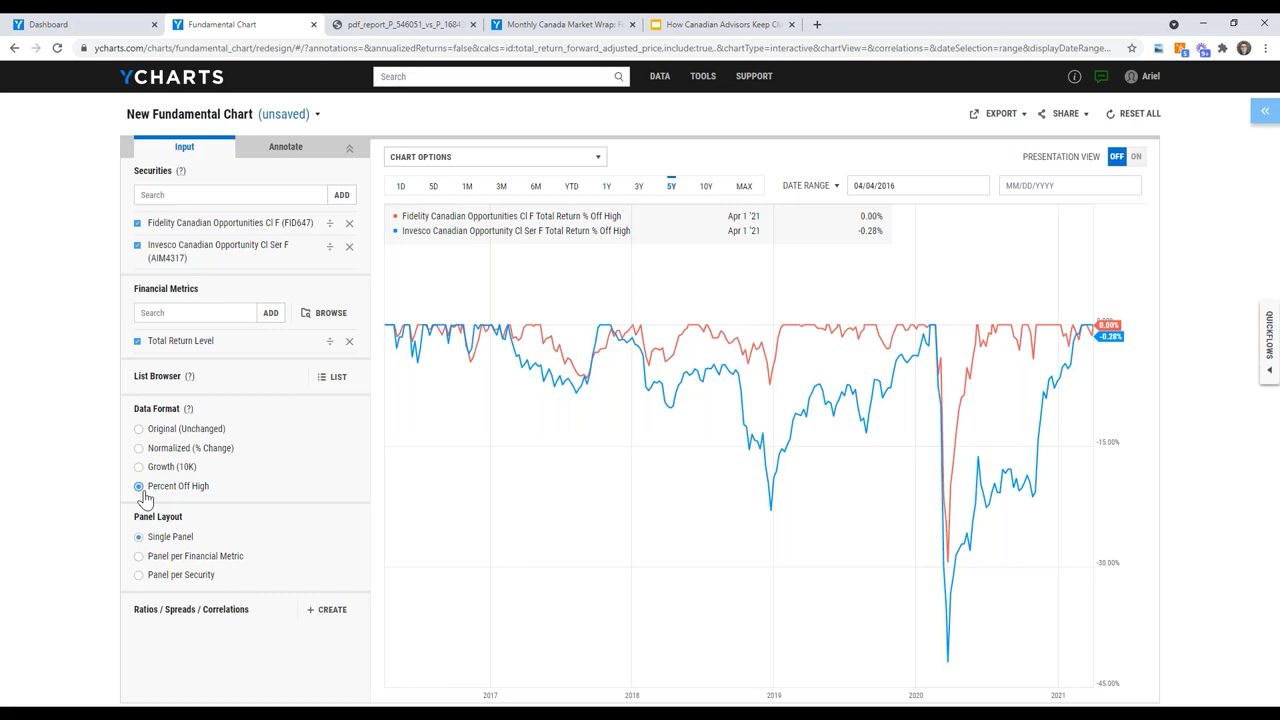 Dashboard
Fundamental Chart
pdf_report_P_546051_vs_P_1684
Monthly Canada Market Wrap: Fe
How Canadian Advisors Keep Cli
ycharts.com/charts/fundamental_chart/redesign/#/?annotations=&annualizedReturns=false&calcs=id:total_return_forward_adjusted_price,include:true,,&chartType=interactive&chartView=&correlations=&dateSelection=range&displayDateRange...
5
9+
YCHARTS
Search
DATA
TOOLS
SUPPORT
Ariel
New Fundamental Chart (unsaved)
EXPORT
SHARE
RESET ALL
Input
Annotate
CHART OPTIONS
PRESENTATION VIEW
OFF
ON
Securities (?)
Search
ADD
1D
5D
1M
3M
6M
YTD
1Y
3Y
5Y
10Y
MAX
DATE RANGE
04/04/2016
MM/DD/YYYY
Fidelity Canadian Opportunities Cl F (FID647)
Invesco Canadian Opportunity Cl Ser F
(AIM4317)
Fidelity Canadian Opportunities Cl F Total Return % Off High Apr 1 '21 0.00%
Invesco Canadian Opportunity Cl Ser F Total Return % Off High Apr 1 '21 -0.28%
Financial Metrics
Search
ADD
BROWSE
Total Return Level
List Browser (?)
LIST
Data Format (?)
Original (Unchanged)
Normalized (% Change)
Growth (10K)
Percent Off High
Panel Layout
Single Panel
Panel per Financial Metric
Panel per Security
Ratios / Spreads / Correlations
CREATE
0.00%
0.00%
-0.28%
-15.00%
-30.00%
-45.00%
2017
2018
2019
2020
2021
QUICKFLOWS